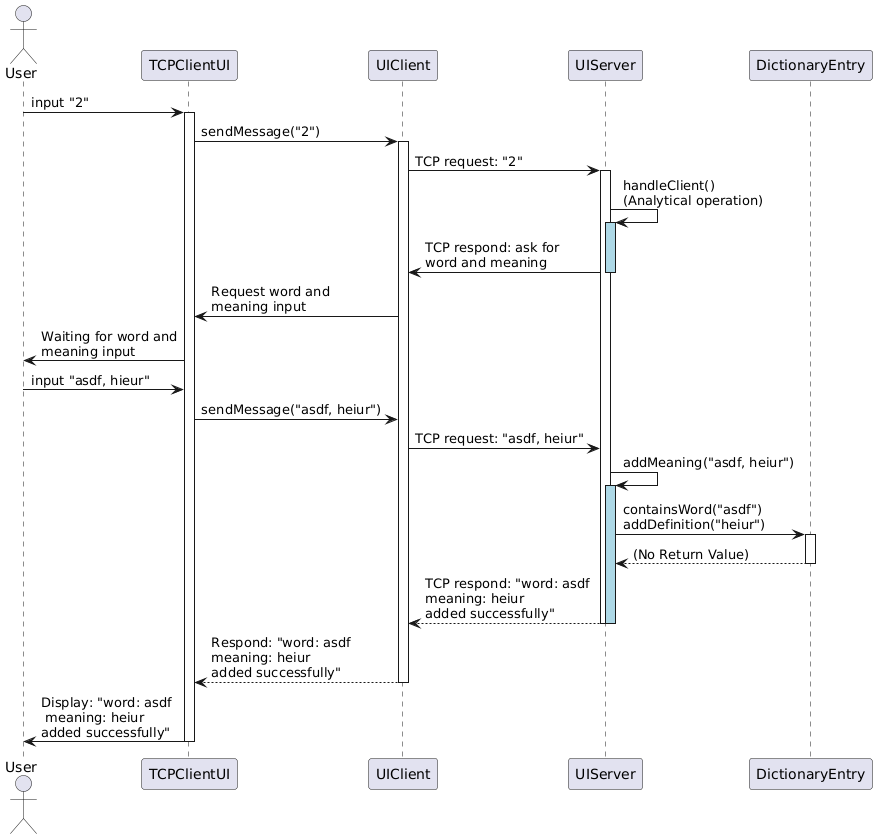 User
TCPClientUI
UIClient
UIServer
DictionaryEntry
input "2"
sendMessage("2")
TCP request: "2"
handleClient()
(Analytical operation)
TCP respond: ask for
word and meaning
Request word and
meaning input
Waiting for word and
meaning input
input "asdf, hieur"
sendMessage("asdf, heiur")
TCP request: "asdf, heiur"
addMeaning("asdf, heiur")
containsWord("asdf")
addDefinition("heiur")
(No Return Value)
TCP respond: "word: asdf
meaning: heiur
added successfully"
Respond: "word: asdf
meaning: heiur
added successfully"
Display: "word: asdf
meaning: heiur
added successfully"
User
TCPClientUI
UIClient
UIServer
DictionaryEntry